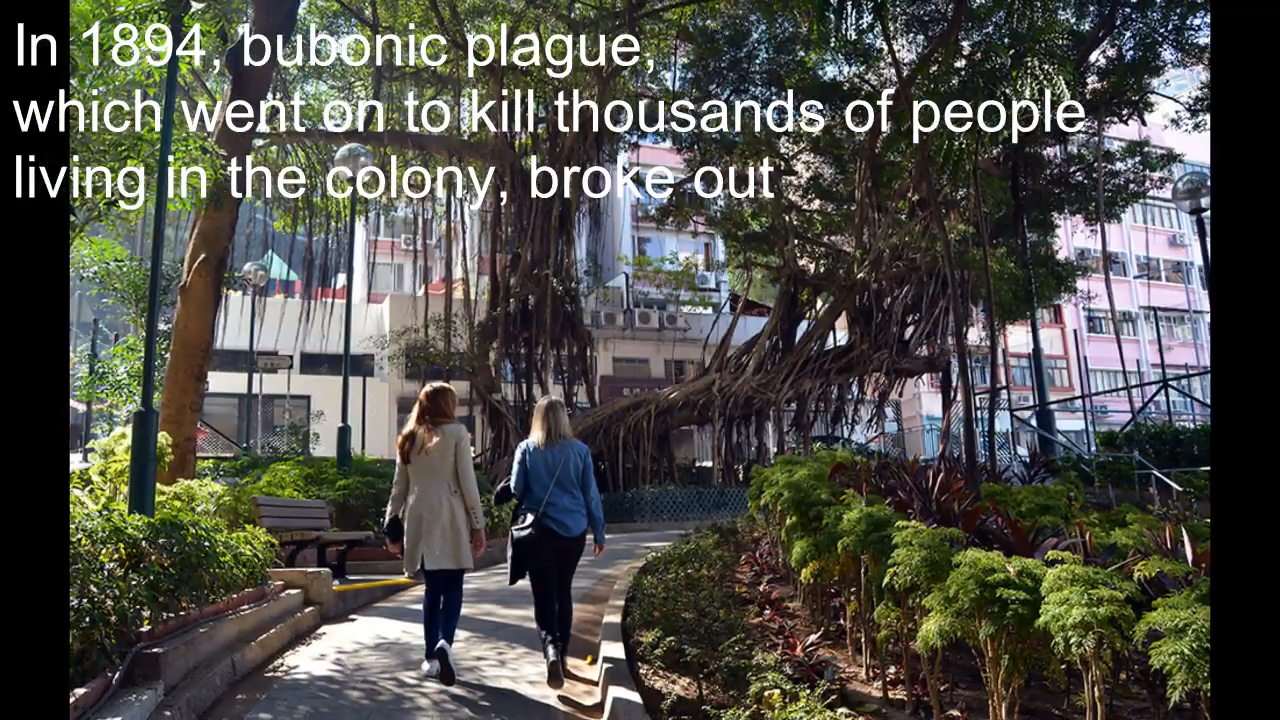 In 1894, bubonic plague,
which went on to kill thousands of people
living in the colony, broke out